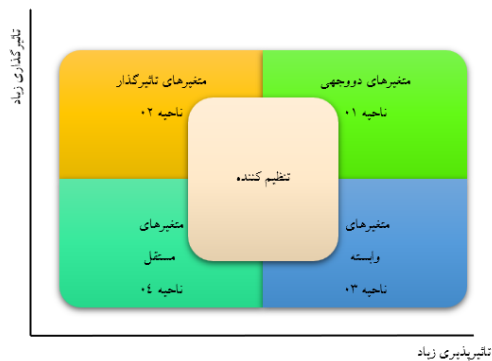 تاثیرگذاری زیاد
متغیرهای دووجهی
ناحیه ۰۱
متغیرهای تاثیرگذار
ناحیه ۰۲
تنظیم کننده
متغیرهای
وابسته
ناحیه ۰۳
متغیرهای
مستقل
ناحیه ۰۴
تاثیرپذیری زیاد